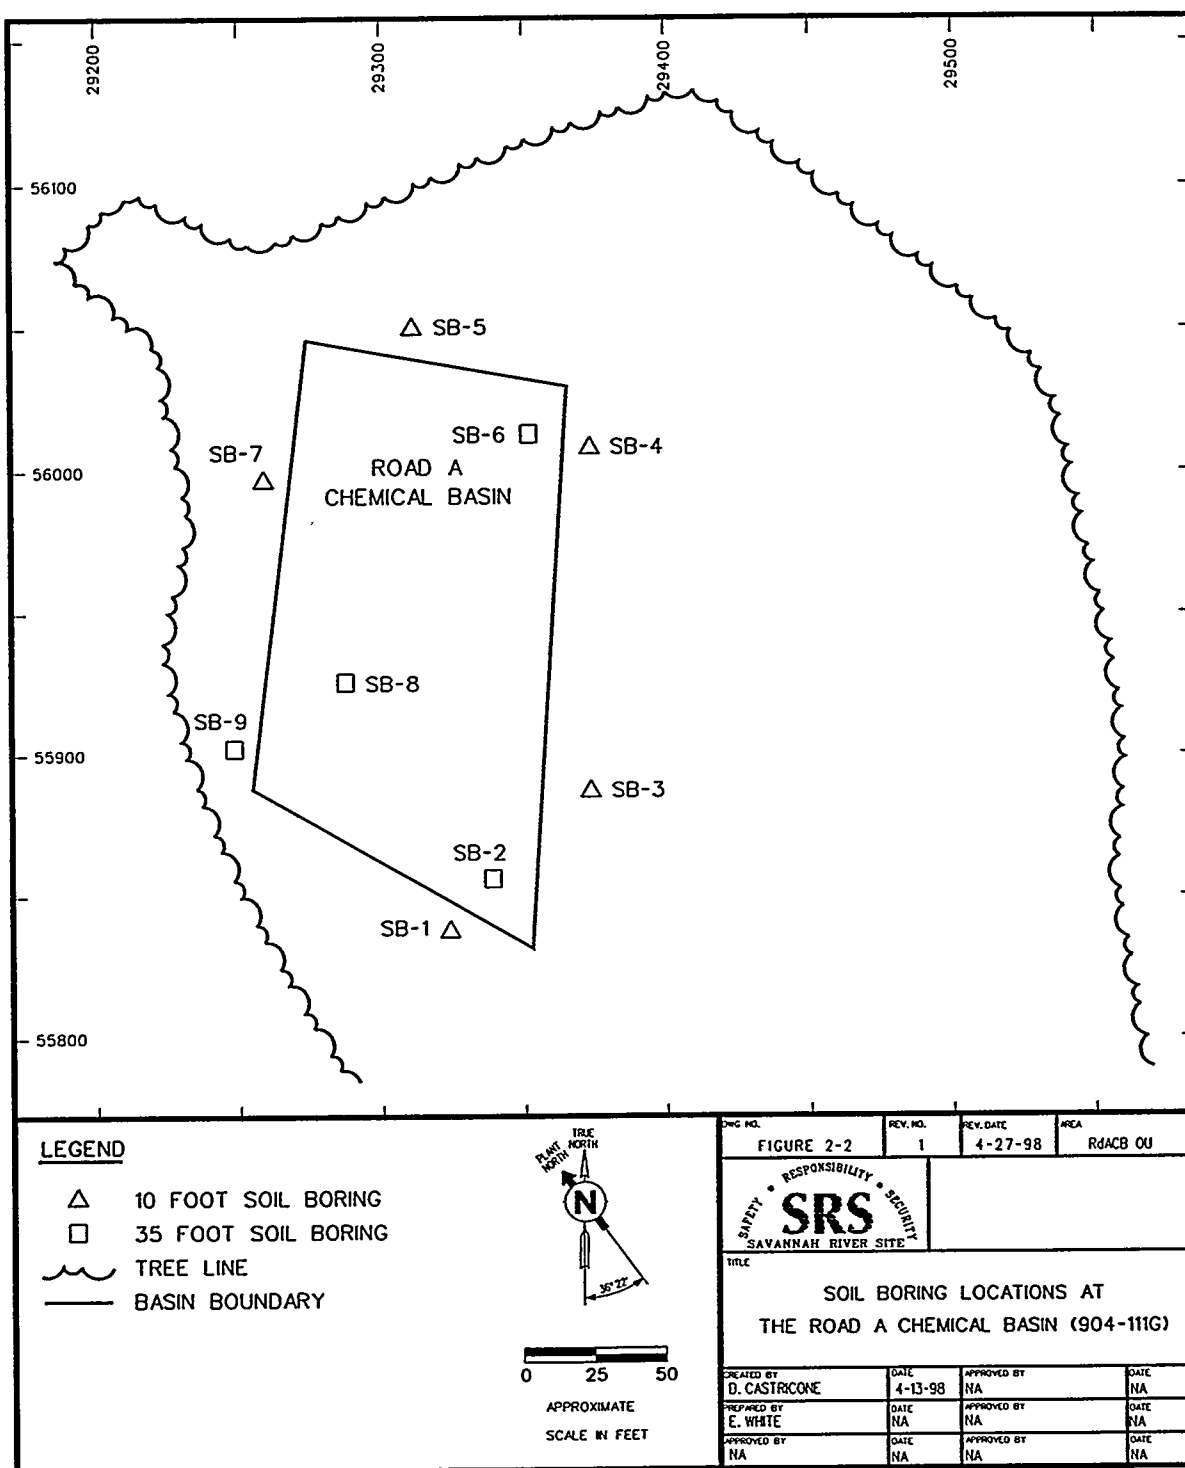 29200
29300
29400
29500
56100
56000
55900
55800
SB-5
SB-6
SB-4
SB-7
ROAD A
CHEMICAL BASIN
SB-8
SB-9
SB-3
SB-2
SB-1
LEGEND
10 FOOT SOIL BORING
35 FOOT SOIL BORING
TREE LINE
BASIN BOUNDARY
PLANT
NORTH
TRUE
NORTH
N
36°22'
0 25 50
APPROXIMATE
SCALE IN FEET
DWG NO. REV. NO. REV. DATE AREA
FIGURE 2-2 1 4-27-98 RdACB OU
SAFETY • RESPONSIBILITY • SECURITY
SRS
SAVANNAH RIVER SITE
TITLE
SOIL BORING LOCATIONS AT
THE ROAD A CHEMICAL BASIN (904-111G)
CREATED BY DATE APPROVED BY DATE
D. CASTRICONE 4-13-98 NA NA
PREPARED BY DATE APPROVED BY DATE
E. WHITE NA NA NA
APPROVED BY DATE APPROVED BY DATE
NA NA NA NA